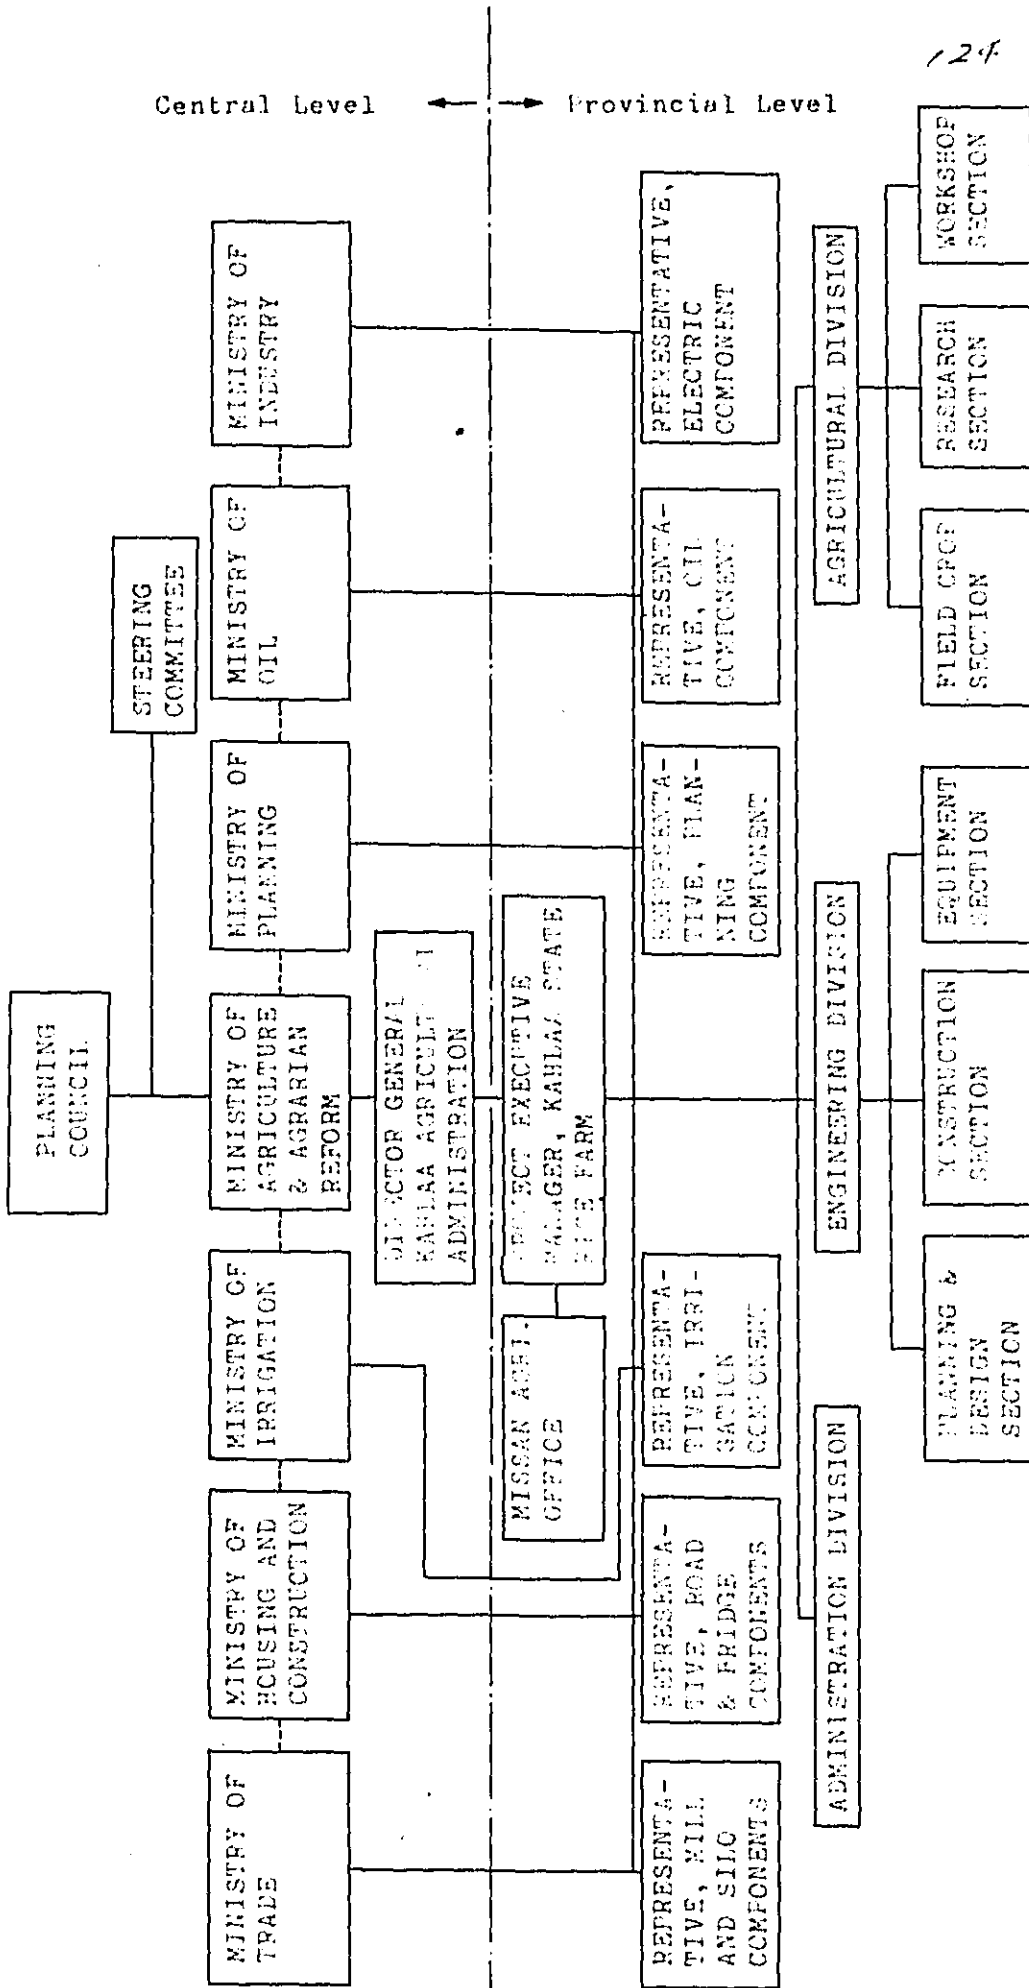 124
Central Level
Provincial Level
PLANNING
COUNCIL
STEERING
COMMITTEE
MINISTRY OF
TRADE
MINISTRY OF
HOUSING AND
CONSTRUCTION
MINISTRY OF
IRRIGATION
MINISTRY OF
AGRICULTURE
& AGRARIAN
REFORM
MINISTRY OF
PLANNING
MINISTRY OF
OIL
MINISTRY OF
INDUSTRY
DIRECTOR GENERAL
KAHLAA
ADMINISTRATION
MISSAN
OFFICE
PROJECT EXECUTIVE
MANAGER, KAHLAA STATE
RICE FARM
REPRESENTA-
TIVE, MILL
AND SILO
COMPONENTS
REPRESENTA-
TIVE, ROAD
& BRIDGE
COMPONENTS
REPRESENTA-
TIVE, IRRI-
GATION
COMPONENT
REPRESENTA-
TIVE, PLAN-
NING
COMPONENT
REPRESENTA-
TIVE, OIL
COMPONENT
REPRESENTATIVE,
ELECTRIC
COMPONENT
ADMINISTRATION DIVISION
ENGINEERING DIVISION
AGRICULTURAL DIVISION
PLANNING &
DESIGN
SECTION
CONSTRUCTION
SECTION
EQUIPMENT
SECTION
FIELD CROP
SECTION
RESEARCH
SECTION
WORKSHOP
SECTION